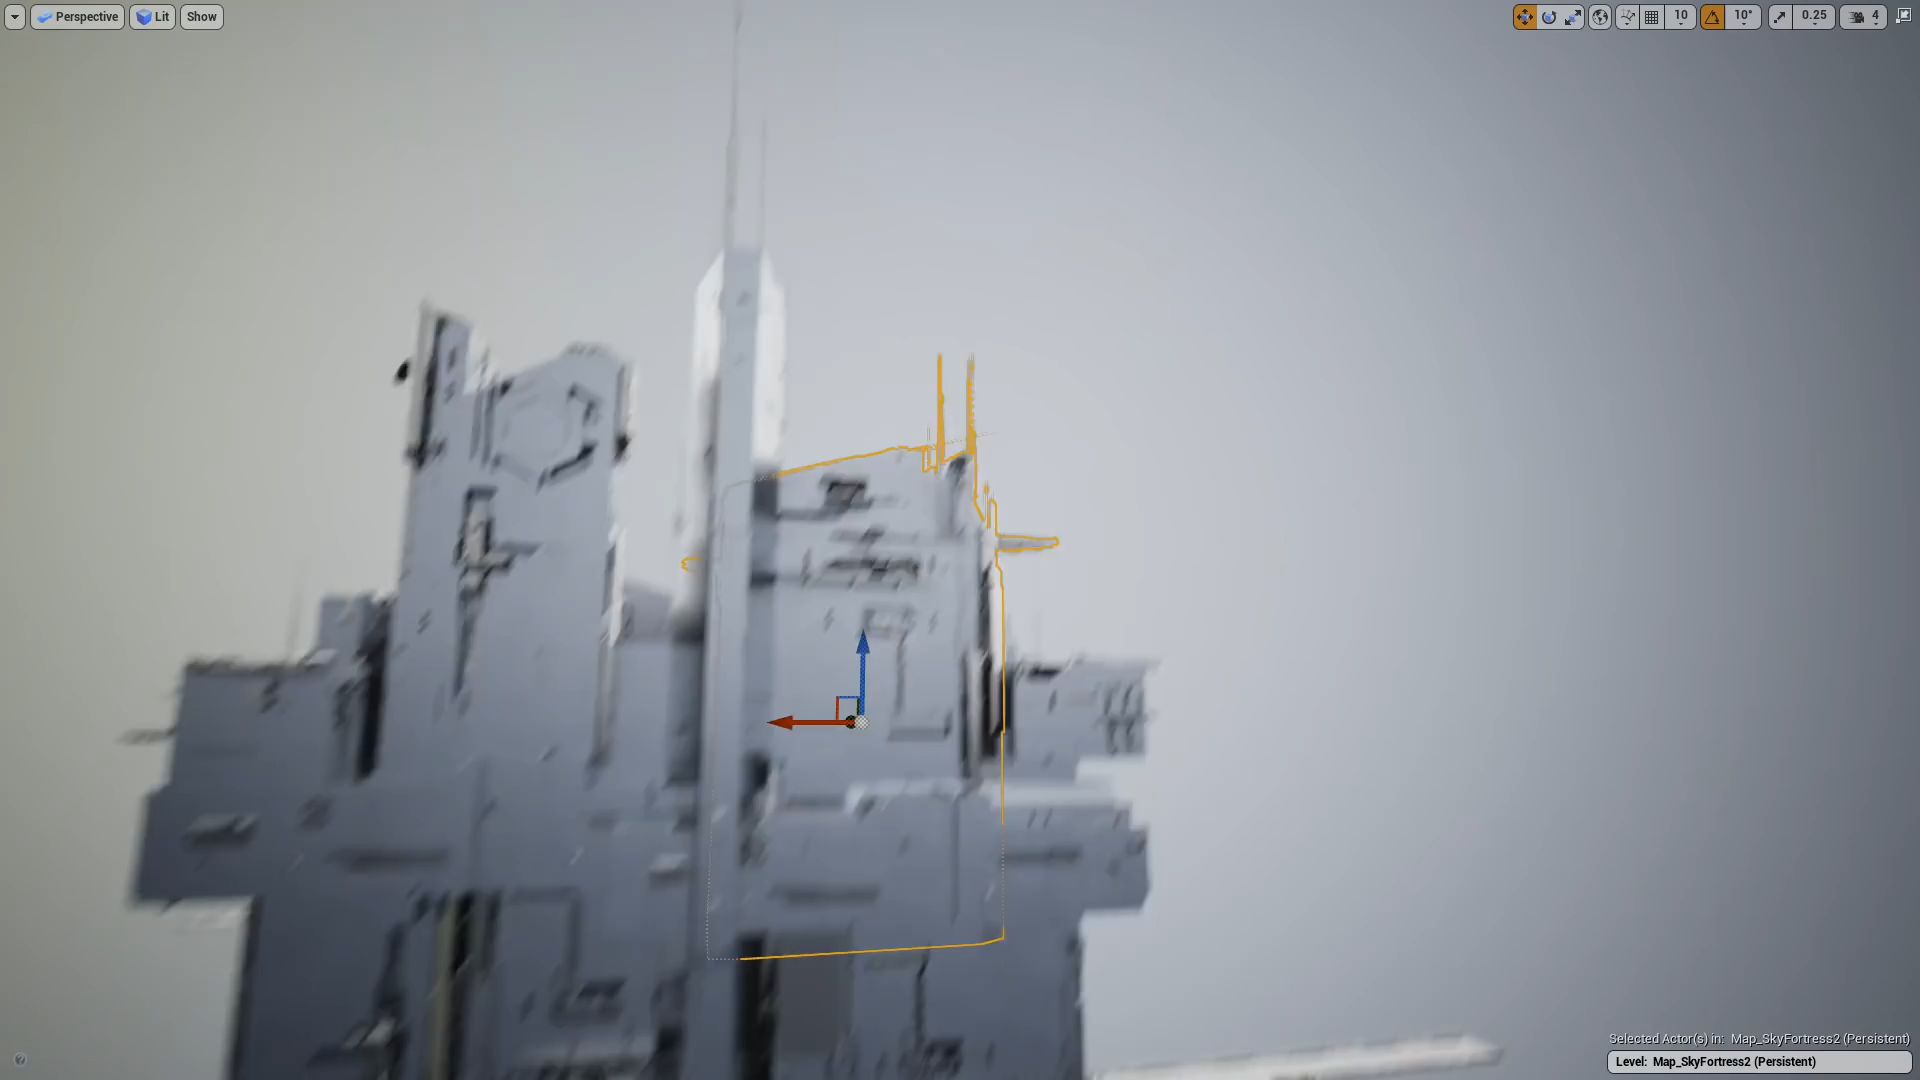 Perspective Lit Show 10 10° 0.25 4
Selected Actor(s) in: Map_SkyFortress2 (Persistent)
Level: Map_SkyFortress2 (Persistent)